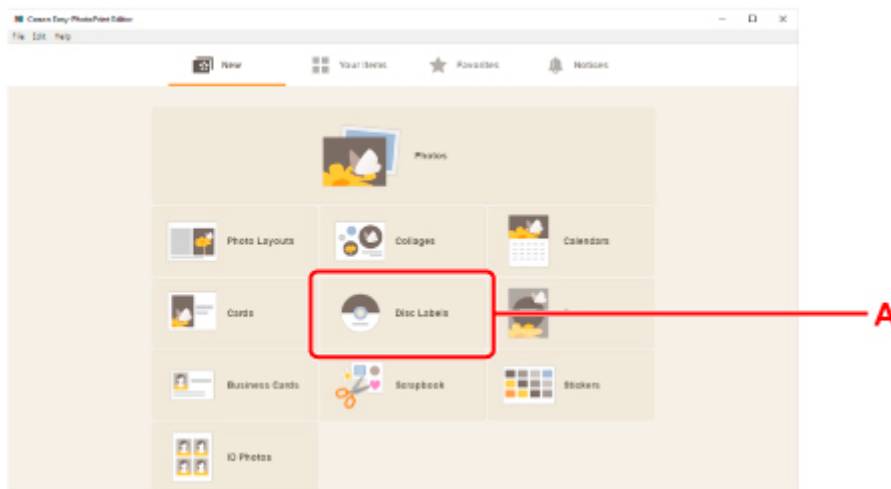 Canon Easy-PhotoPrint Editor
File Edit Help
New Your Items Favorites Notices
Photos
Photo Layouts Collages Calendars
Cards Disc Labels
A
Business Cards Scrapbook Stickers
ID Photos